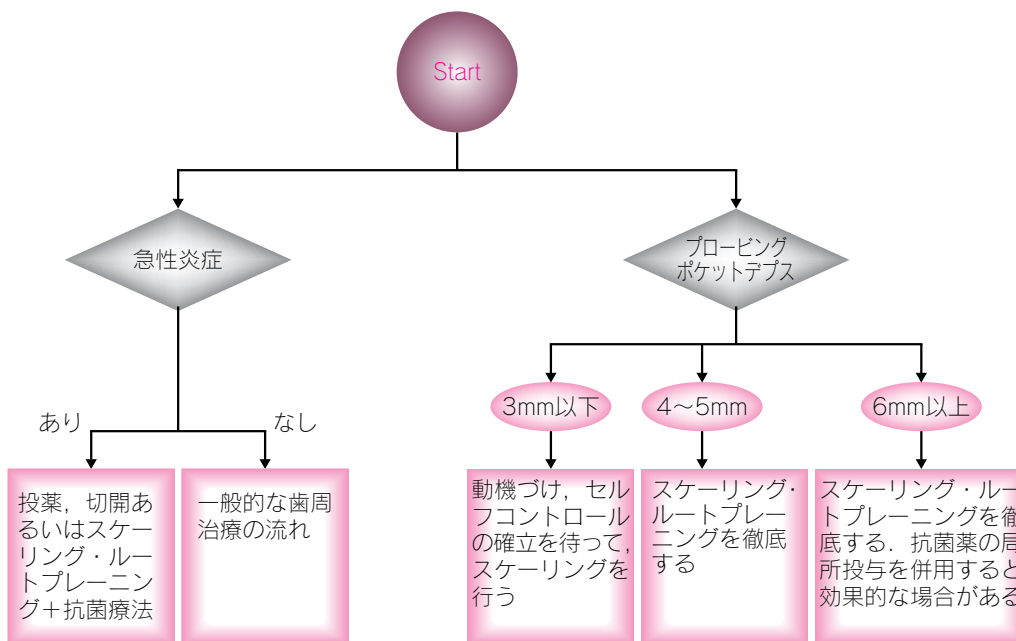 Start
急性炎症
プロービング
ポケットデプス
あり
なし
3mm以下
4〜5mm
6mm以上
投薬，切開あ
るいはスケー
リング・ルー
トプレーニン
グ＋抗菌療法
一般的な歯周
治療の流れ
動機づけ，セル
フコントロール
の確立を待って，
スケーリングを
行う
スケーリング・
ルートプレー
ニングを徹底
する
スケーリング・ルー
トプレーニングを徹
底する．抗菌薬の局
所投与を併用すると
効果的な場合がある